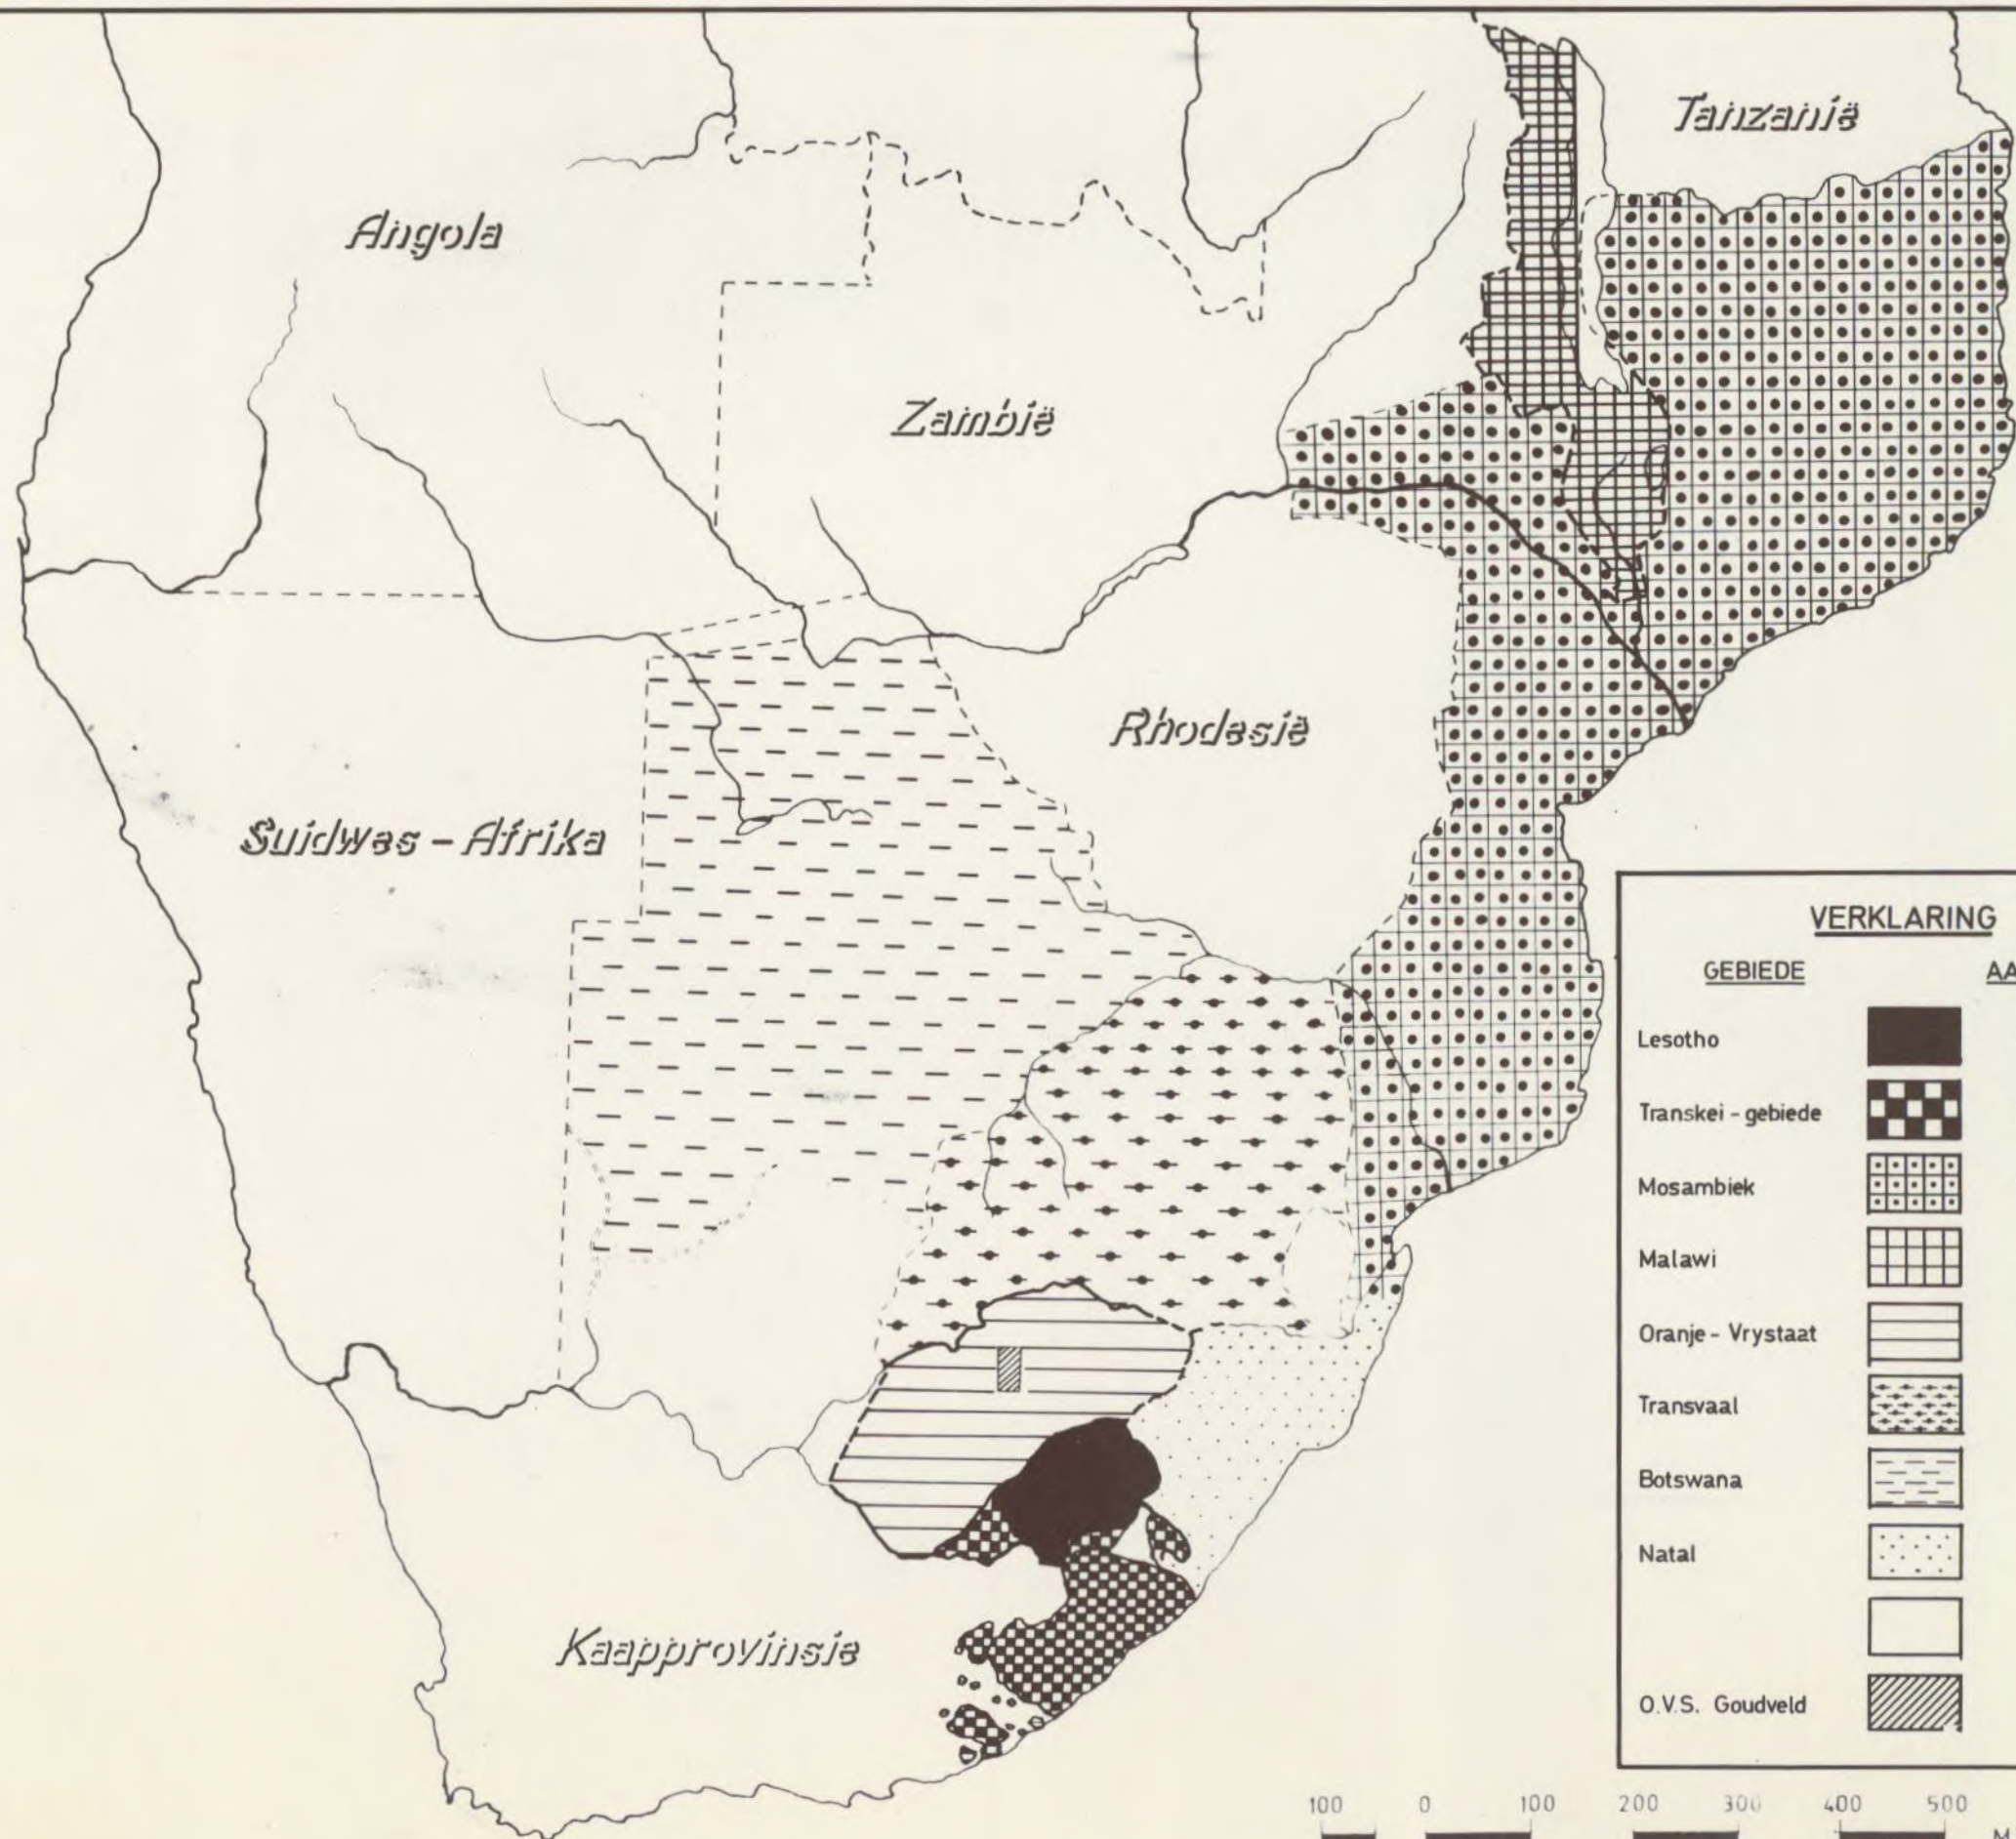 Tanzanië
Angola
Zambië
Rhodesië
Suidwes - Afrika
Kaapprovinsie
VERKLARING
GEBIEDE AA
Lesotho
Transkei - gebiede
Mosambiek
Malawi
Oranje - Vrystaat
Transvaal
Botswana
Natal
O.V.S. Goudveld
100 0 100 200 300 400 500
M